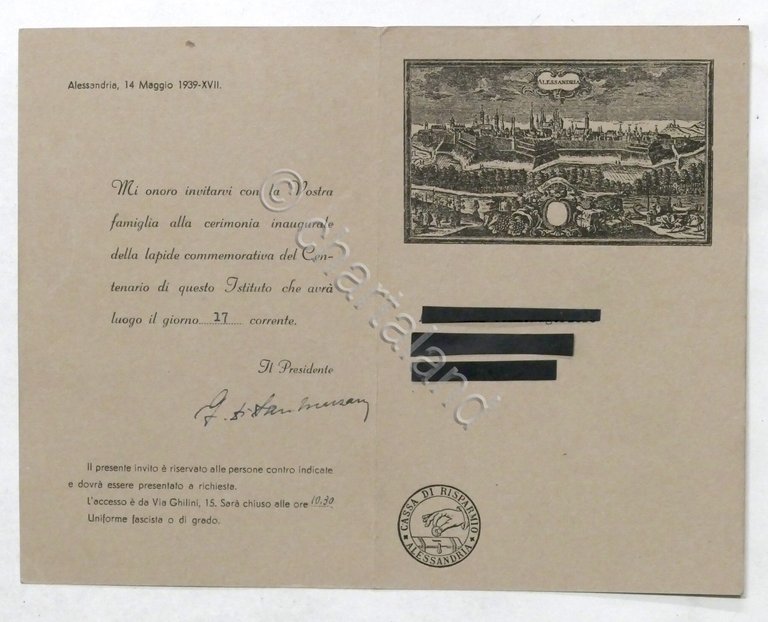 Alessandria, 14 Maggio 1939-XVII.
Mi onoro invitarvi con la Vostra
famiglia alla cerimonia inaugurale
della lapide commemorativa del Cen-
tenario di questo Istituto che avrà
luogo il giorno 27 corrente.
Il Presidente
Il presente invito è riservato alle persone contro indicate
e dovrà essere presentato a richiesta.
L'accesso è da Via Ghilini, 15. Sarà chiuso alle ore 10,30
Uniforme fascista o di grado.
ALESSANDRIA
CASSA DI RISPARMIO
ALESSANDRIA
© chartaland